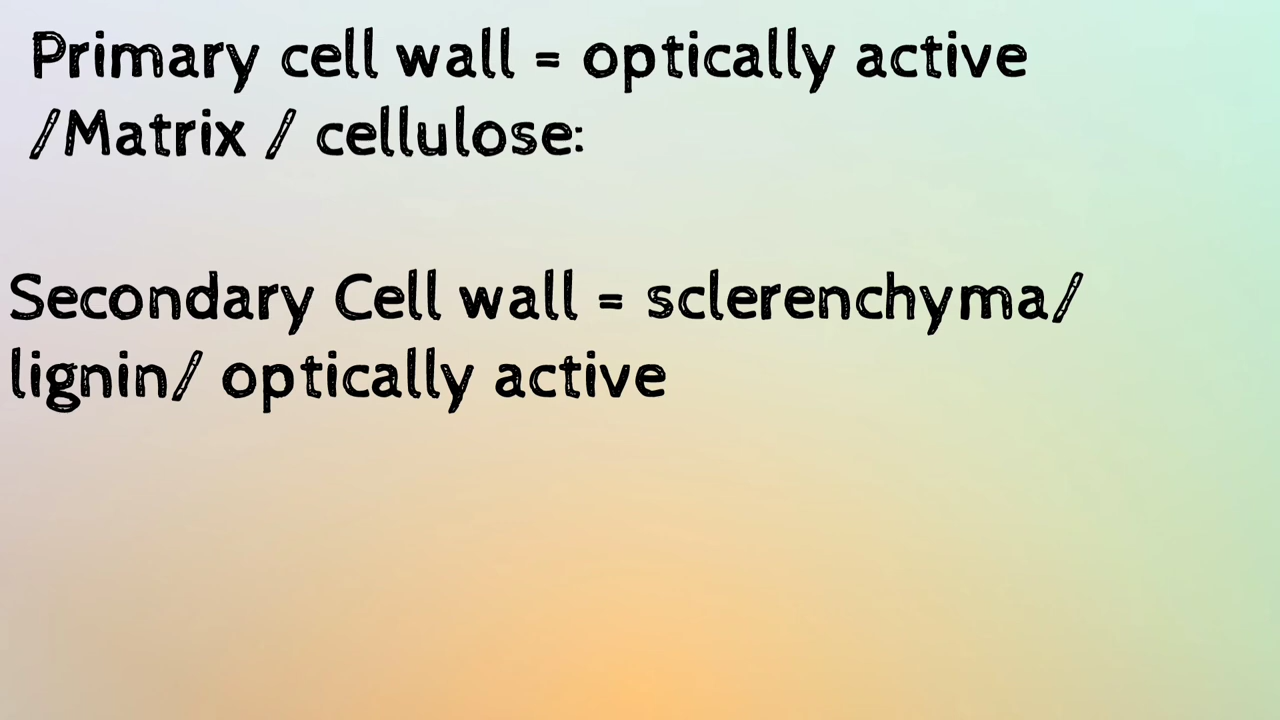 Primary cell wall = optically active
/Matrix / cellulose:
Secondary Cell wall = sclerenchyma/
lignin/ optically active